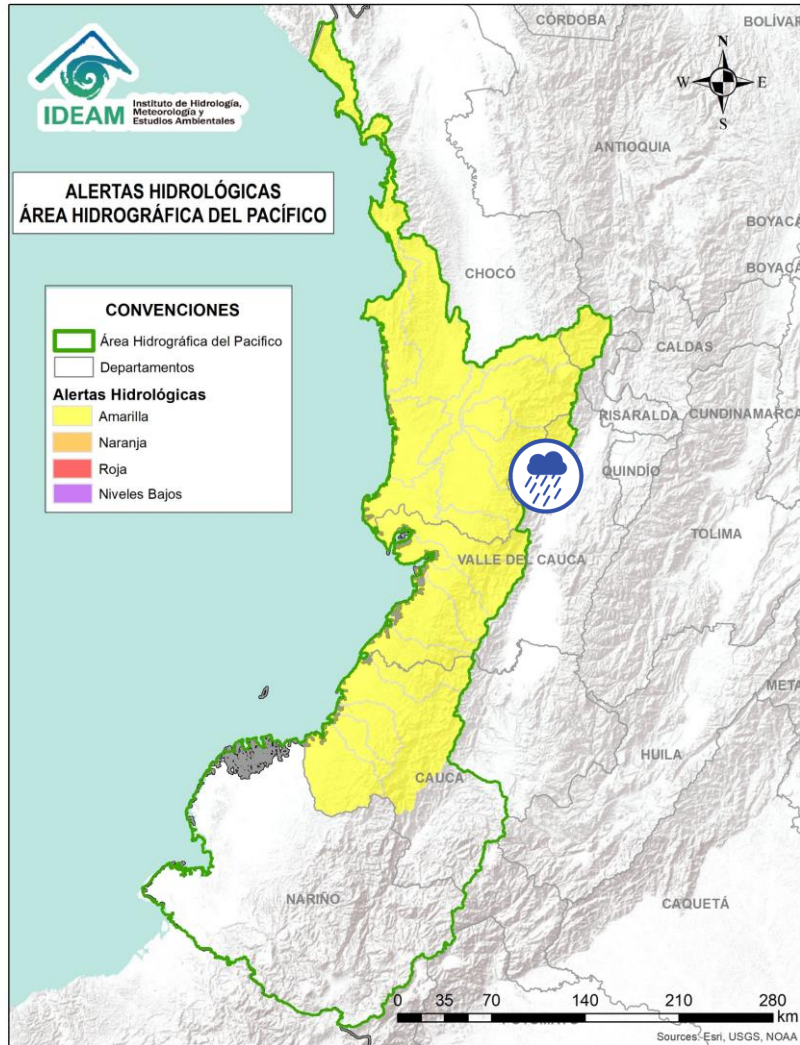 IDEAM
Instituto de Hidrología,
Meteorología y
Estudios Ambientales
ALERTAS HIDROLÓGICAS
ÁREA HIDROGRÁFICA DEL PACÍFICO
CONVENCIONES
Área Hidrográfica del Pacifico
Departamentos
Alertas Hidrológicas
Amarilla
Naranja
Roja
Niveles Bajos
CÓRDOBA
BOLÍVAR
N
W E
S
ANTIOQUIA
BOYACÁ
CHOCÓ
BOYACÁ
CALDAS
RISARALDA
CUNDINAMARCA
QUINDÍO
TOLIMA
VALLE DEL CAUCA
META
HUILA
CAUCA
NARIÑO
CAQUETÁ
0 35 70 140 210 280
km
Sources: Esri, USGS, NOAA